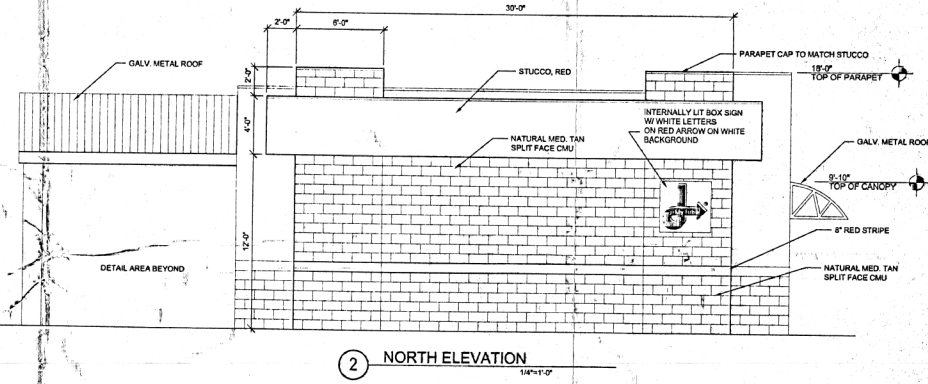 30'-0"
2'-0"
6'-0"
GALV. METAL ROOF
PARAPET CAP TO MATCH STUCCO
STUCCO, RED
18'-0"
TOP OF PARAPET
2'-0"
INTERNALLY LIT BOX SIGN
W/ WHITE LETTERS
ON RED ARROW ON WHITE
BACKGROUND
4'-0"
NATURAL MED. TAN
SPLIT FACE CMU
GALV. METAL ROOF
9'-10"
TOP OF CANOPY
8" RED STRIPE
12'-0"
DETAIL AREA BEYOND
NATURAL MED. TAN
SPLIT FACE CMU
2 NORTH ELEVATION
1/4"=1'-0"